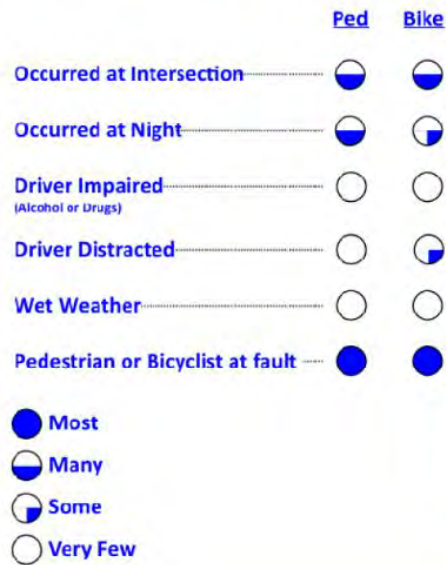 Ped Bike
Occurred at Intersection
Occurred at Night
Driver Impaired
(Alcohol or Drugs)
Driver Distracted
Wet Weather
Pedestrian or Bicyclist at fault
Most
Many
Some
Very Few